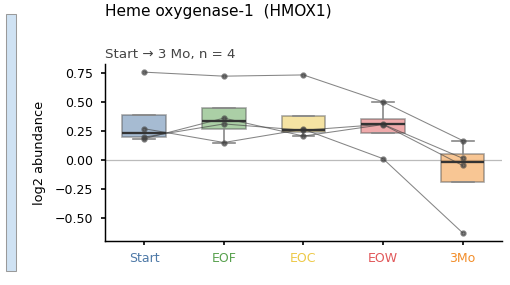 Heme oxygenase-1 (HMOX1)
Start → 3 Mo, n = 4
log2 abundance
0.75
0.50
0.25
0.00
−0.25
−0.50
Start EOF EOC EOW 3Mo